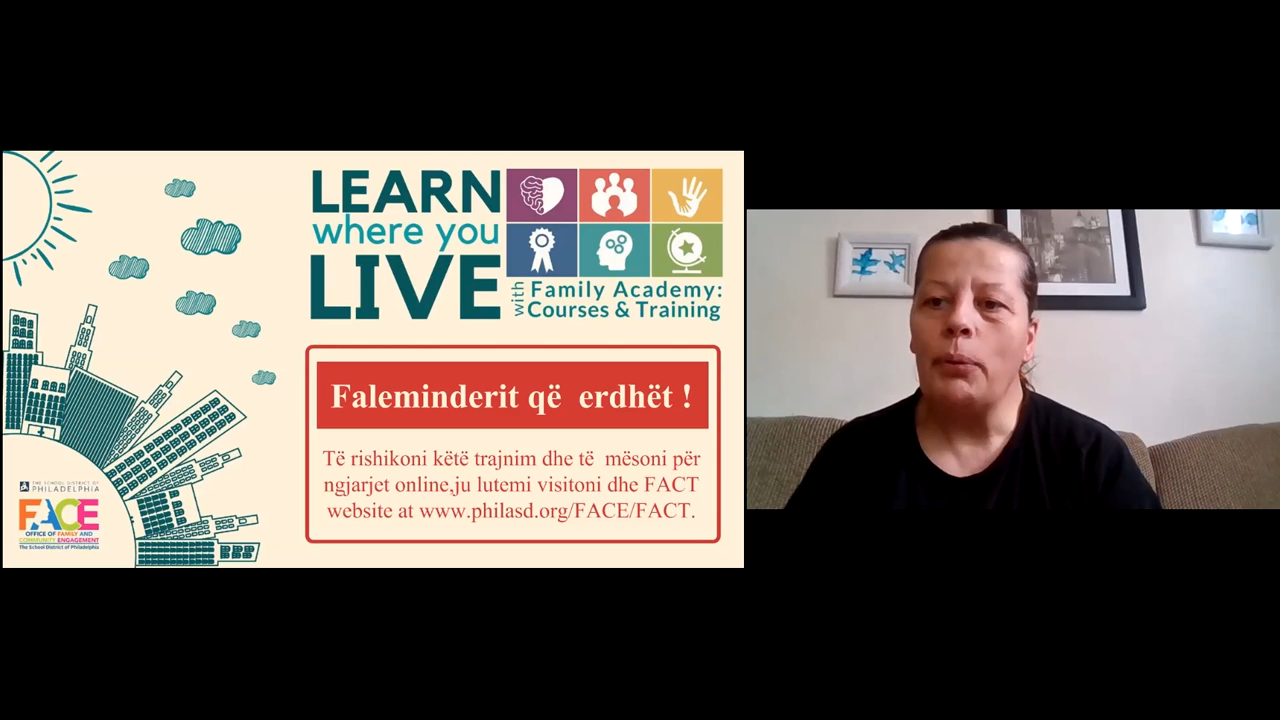 LEARN
where you
LIVE
with Family Academy:
Courses & Training
Faleminderit që erdhët !
Të rishikoni këtë trajnim dhe të mësoni për
ngjarjet online,ju lutemi visitoni dhe FACT
website at www.philasd.org/FACE/FACT.
THE SCHOOL DISTRICT OF
PHILADELPHIA
FACE
OFFICE OF FAMILY AND
COMMUNITY ENGAGEMENT
The School District of Philadelphia